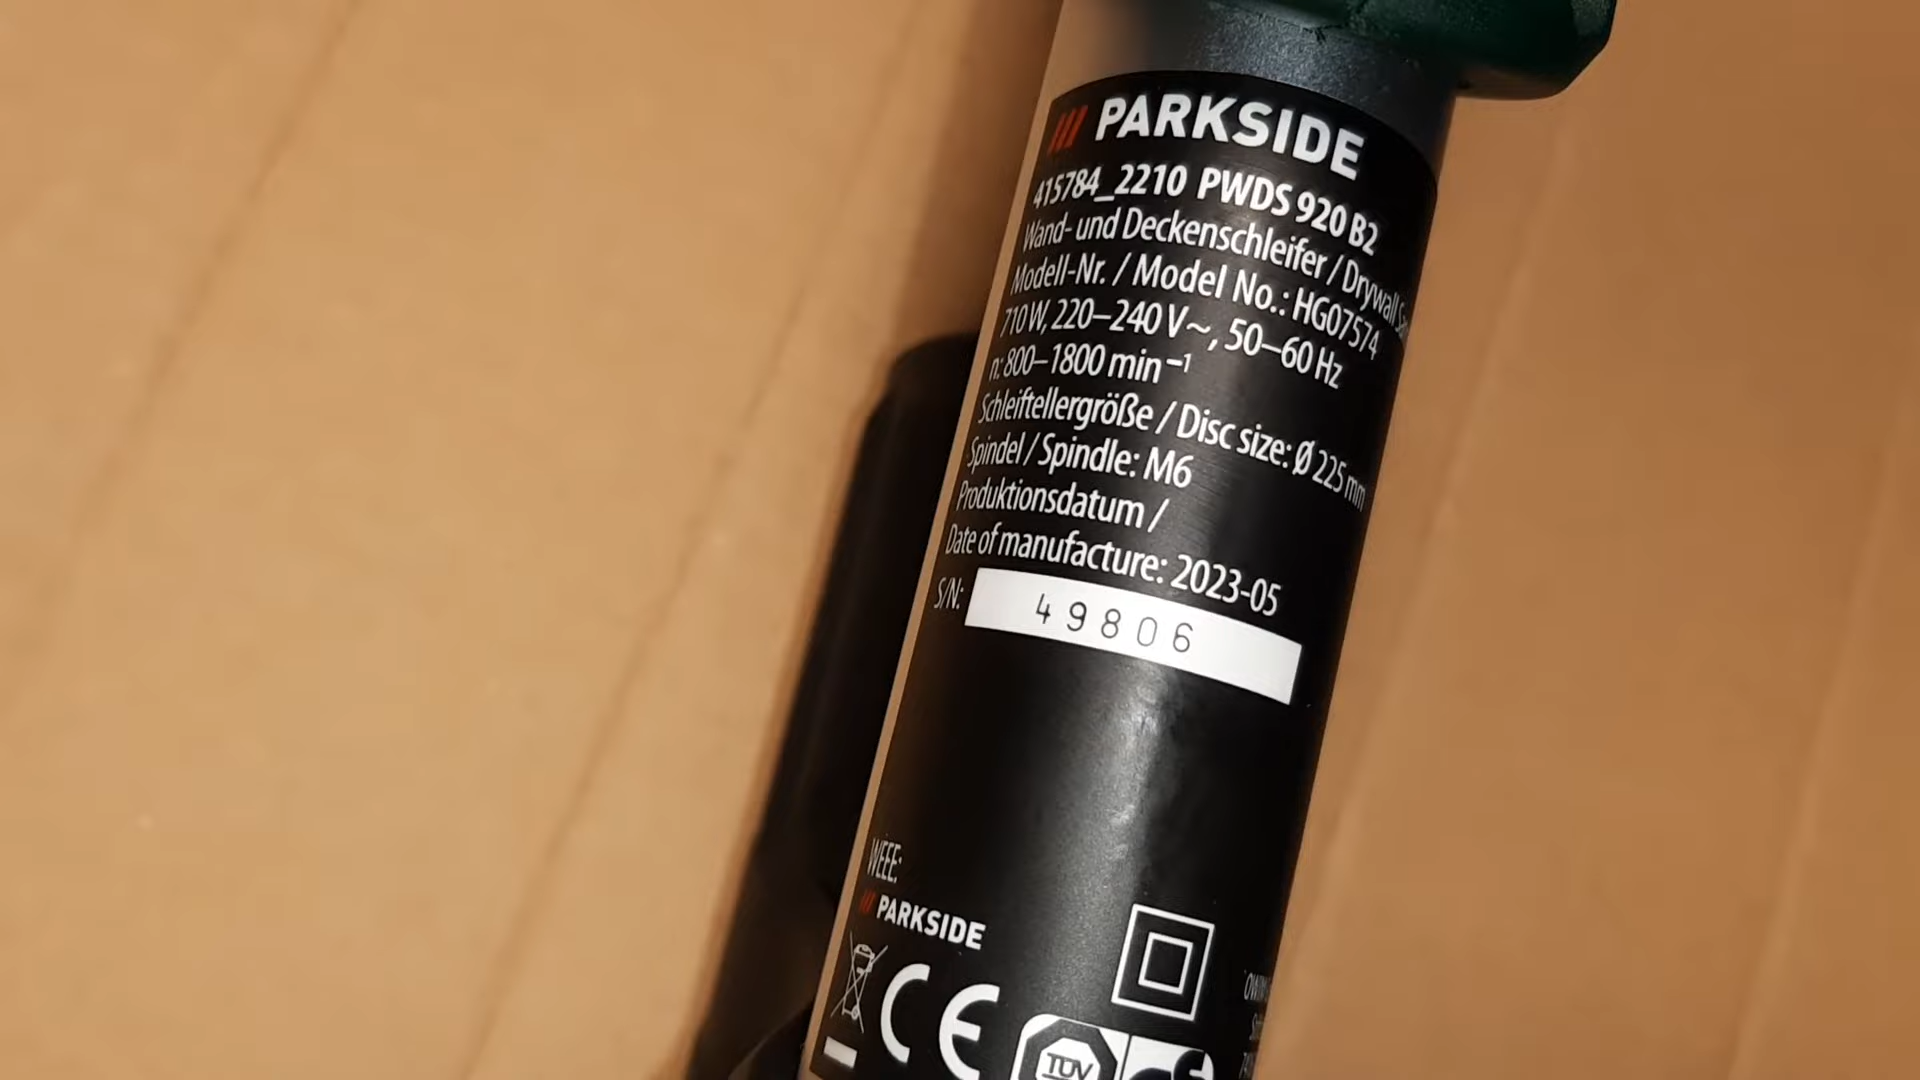 PARKSIDE
415784_2210 PWDS 920 B2
Wand- und Deckenschleifer / Drywall
Modell-Nr. / Model No.: HG07574
710 W, 220–240 V~, 50–60 Hz
n: 800–1800 min⁻¹
Schleiftellergröße / Disc size: Ø 225 mm
Spindel / Spindle: M6
Produktionsdatum /
Date of manufacture: 2023-05
S/N: 49806
WEEE:
PARKSIDE
CE
TÜV